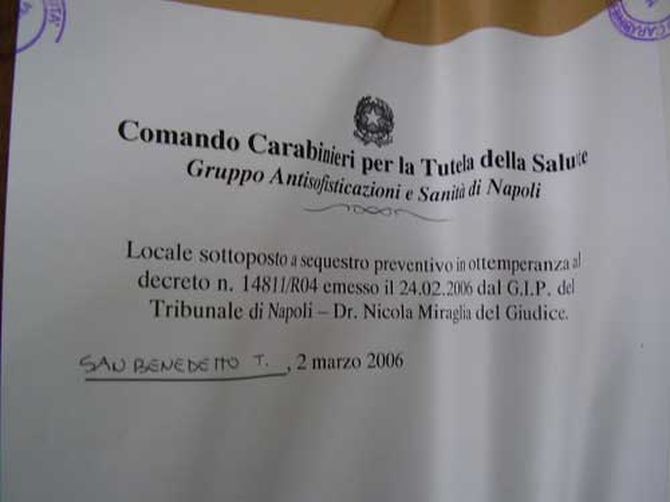 Comando Carabinieri per la Tutela della Salute
Gruppo Antisofisticazioni e Sanità di Napoli
Locale sottoposto a sequestro preventivo in ottemperanza al
decreto n. 14811/R04 emesso il 24.02.2006 dal G.I.P. del
Tribunale di Napoli – Dr. Nicola Miraglia del Giudice.
SAN BENEDETTO T. , 2 marzo 2006